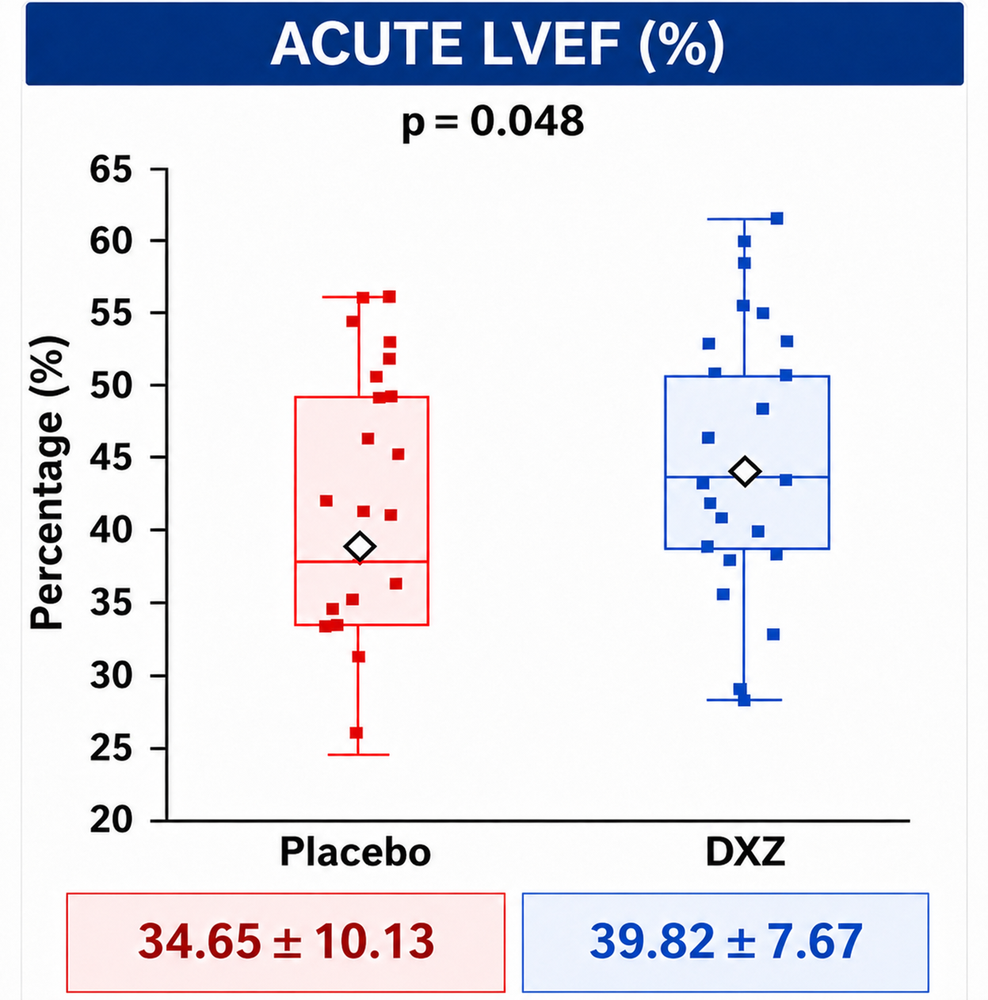 ACUTE LVEF (%)
p = 0.048
65
60
55
50
45
40
35
30
25
20
Percentage (%)
Placebo
DXZ
34.65 ± 10.13
39.82 ± 7.67